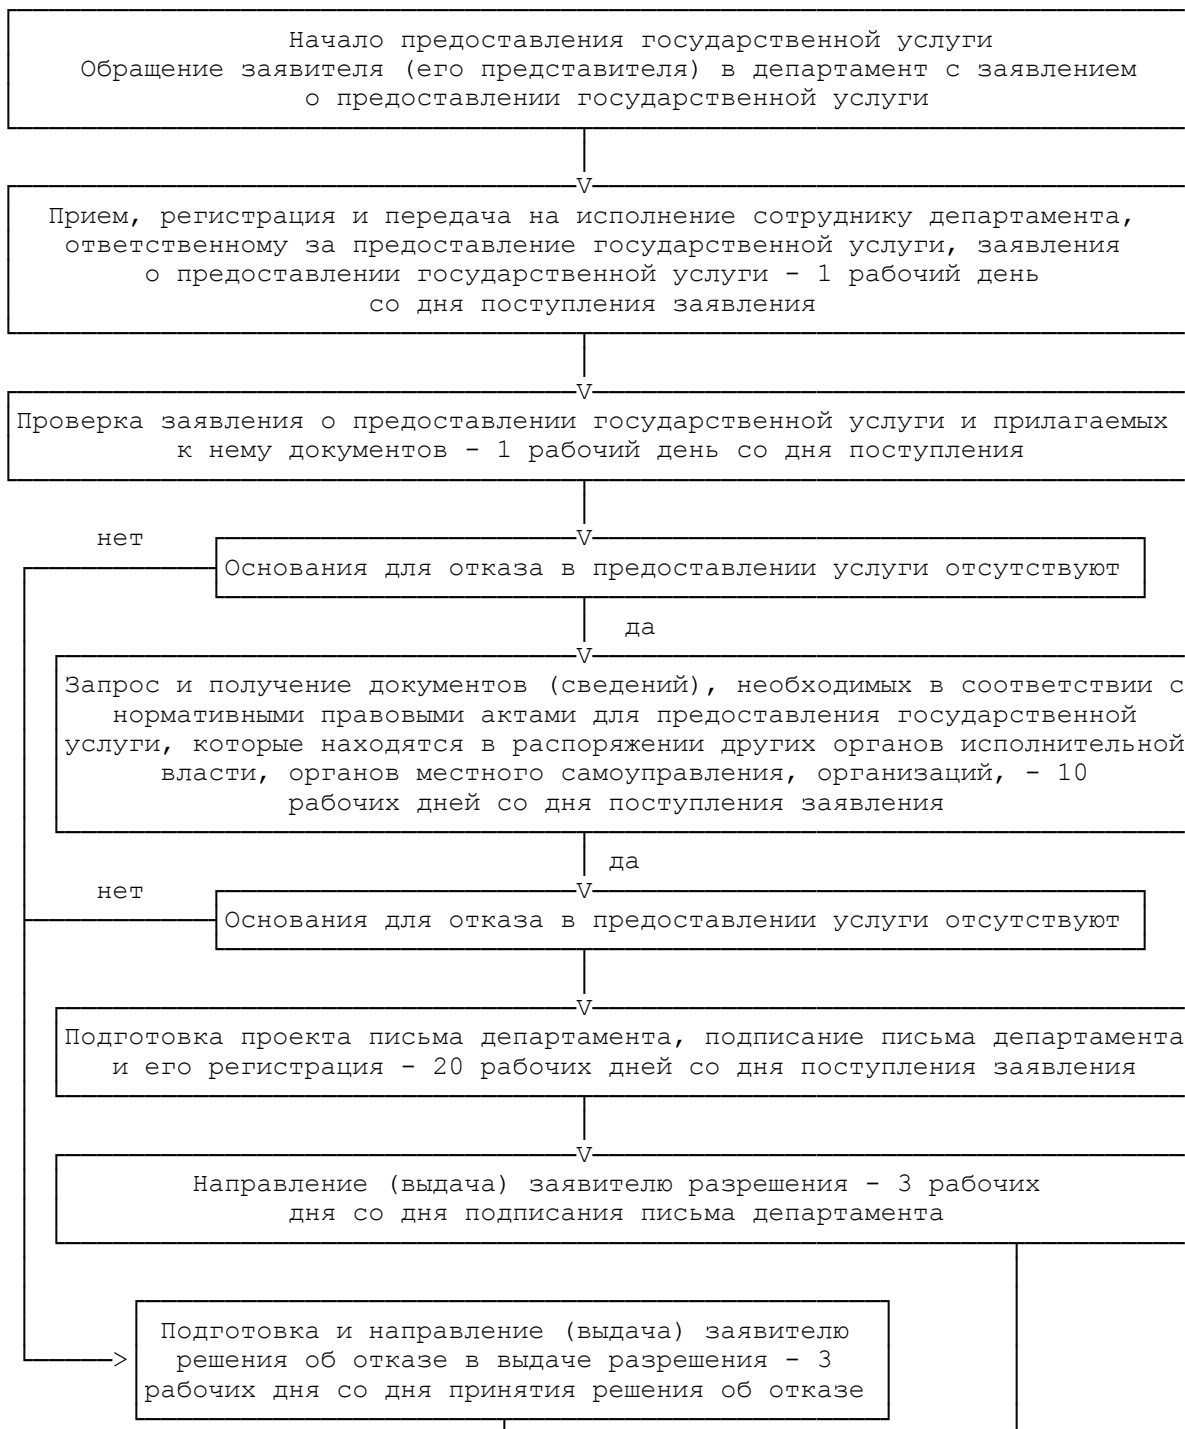 Начало предоставления государственной услуги
Обращение заявителя (его представителя) в департамент с заявлением
о предоставлении государственной услуги
V
Прием, регистрация и передача на исполнение сотруднику департамента,
ответственному за предоставление государственной услуги, заявления
о предоставлении государственной услуги - 1 рабочий день
со дня поступления заявления
V
Проверка заявления о предоставлении государственной услуги и прилагаемых
к нему документов - 1 рабочий день со дня поступления
нет
V
Основания для отказа в предоставлении услуги отсутствуют
да
V
Запрос и получение документов (сведений), необходимых в соответствии с
нормативными правовыми актами для предоставления государственной
услуги, которые находятся в распоряжении других органов исполнительной
власти, органов местного самоуправления, организаций, - 10
рабочих дней со дня поступления заявления
да
нет
V
Основания для отказа в предоставлении услуги отсутствуют
V
Подготовка проекта письма департамента, подписание письма департамента
и его регистрация - 20 рабочих дней со дня поступления заявления
V
Направление (выдача) заявителю разрешения - 3 рабочих
дня со дня подписания письма департамента
Подготовка и направление (выдача) заявителю
> решения об отказе в выдаче разрешения - 3
рабочих дня со дня принятия решения об отказе